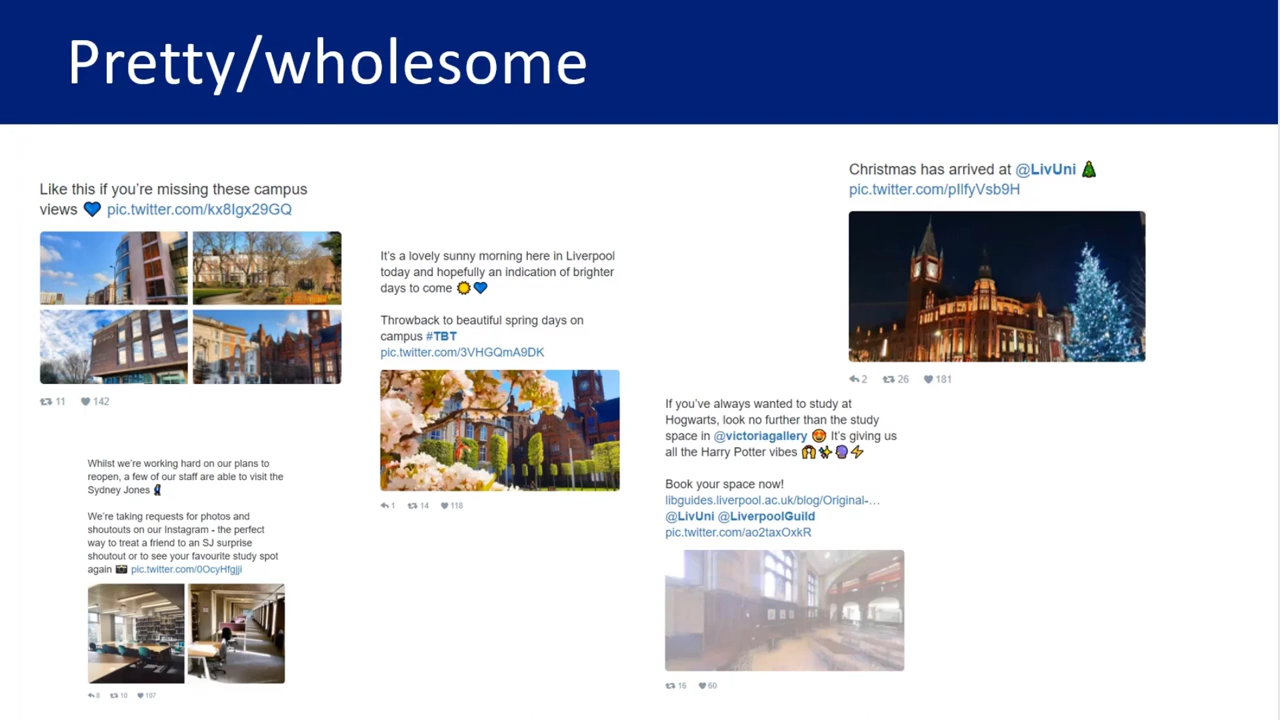 Pretty/wholesome
Like this if you're missing these campus
views 💙 pic.twitter.com/kx8Igx29GQ
11 142
Whilst we're working hard on our plans to
reopen, a few of our staff are able to visit the
Sydney Jones
We're taking requests for photos and
shoutouts on our Instagram - the perfect
way to treat a friend to an SJ surprise
shoutout or to see your favourite study spot
again 📸 pic.twitter.com/0OcyHfgjji
8 10 107
It's a lovely sunny morning here in Liverpool
today and hopefully an indication of brighter
days to come ☀️💙
Throwback to beautiful spring days on
campus #TBT
pic.twitter.com/3VHGQmA9DK
1 14 118
Christmas has arrived at @LivUni 🎄
pic.twitter.com/pIlfyVsb9H
2 26 181
If you've always wanted to study at
Hogwarts, look no further than the study
space in @victoriagallery 😍 It's giving us
all the Harry Potter vibes 🙌✨🔮⚡
Book your space now!
libguides.liverpool.ac.uk/blog/Original-…
@LivUni @LiverpoolGuild
pic.twitter.com/ao2taxOxkR
16 60